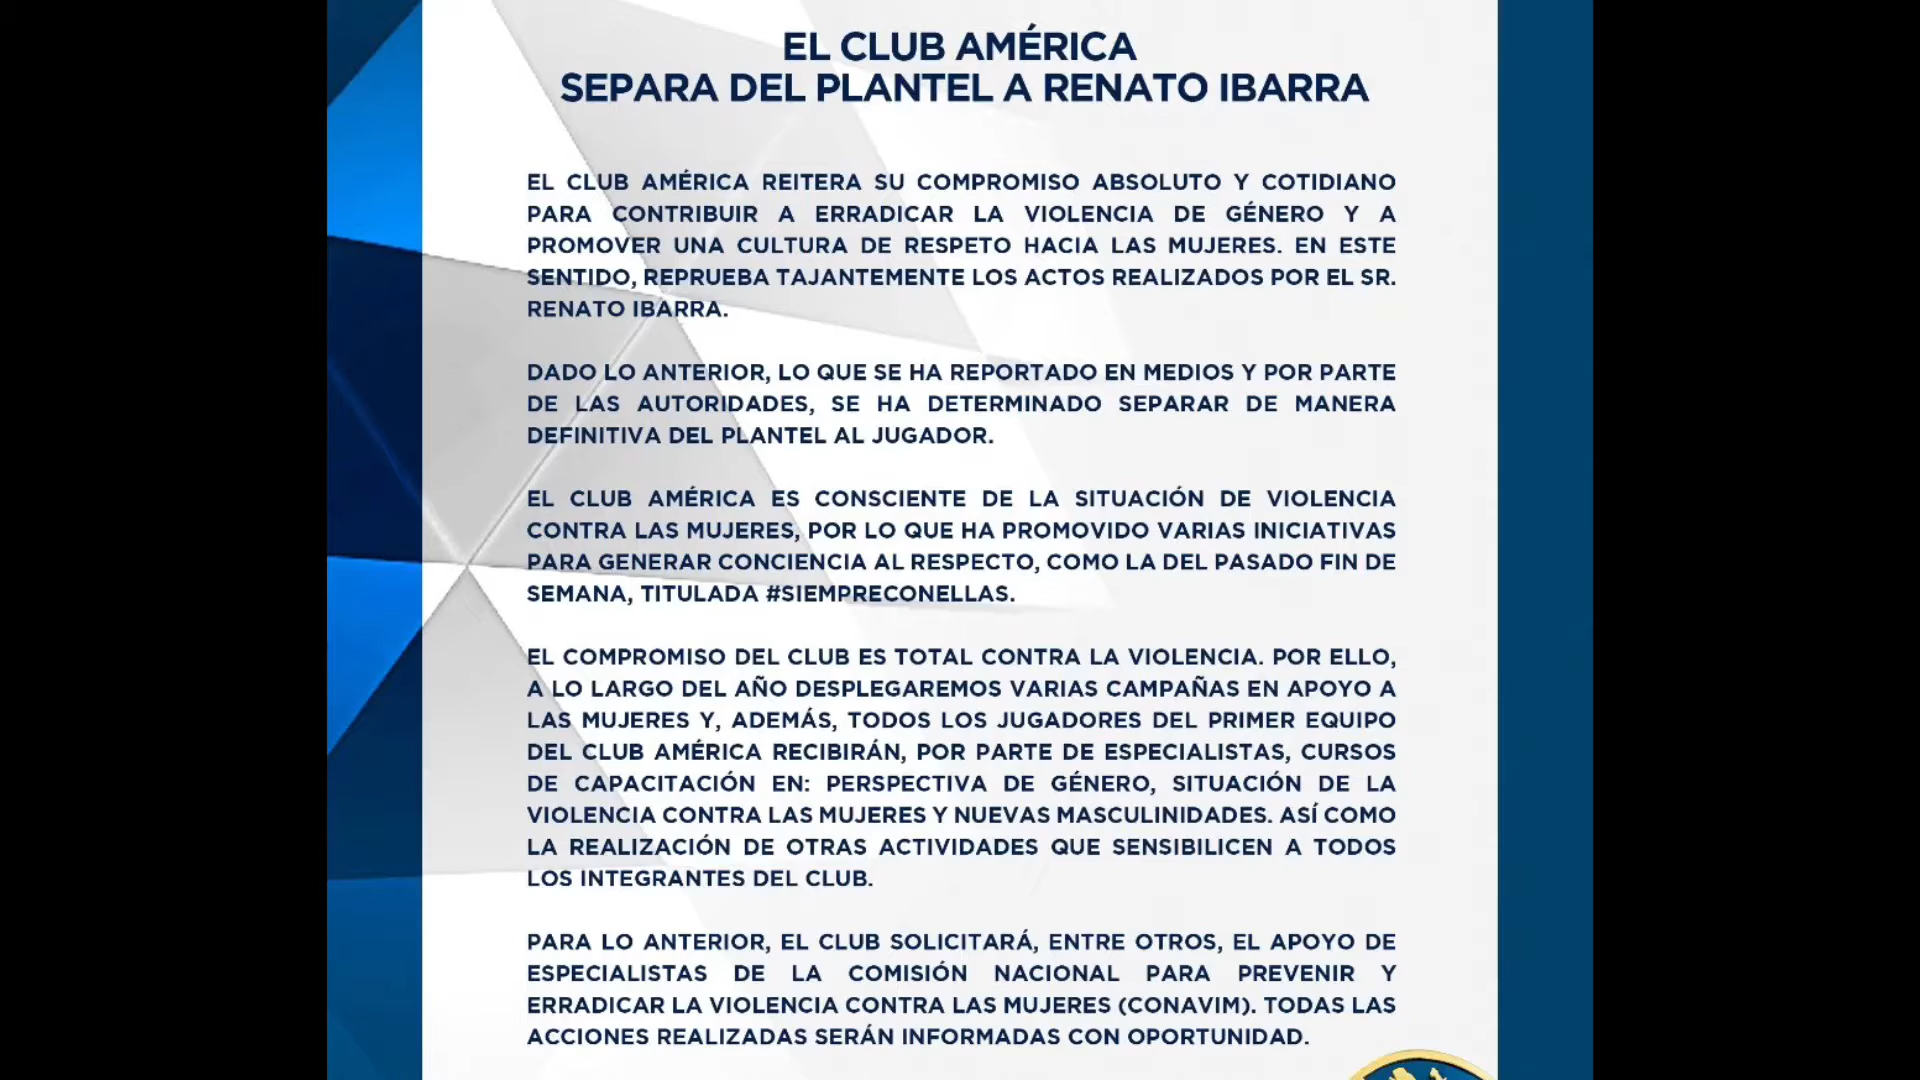 EL CLUB AMÉRICA
SEPARA DEL PLANTEL A RENATO IBARRA
EL CLUB AMÉRICA REITERA SU COMPROMISO ABSOLUTO Y COTIDIANO
PARA CONTRIBUIR A ERRADICAR LA VIOLENCIA DE GÉNERO Y A
PROMOVER UNA CULTURA DE RESPETO HACIA LAS MUJERES. EN ESTE
SENTIDO, REPRUEBA TAJANTEMENTE LOS ACTOS REALIZADOS POR EL SR.
RENATO IBARRA.
DADO LO ANTERIOR, LO QUE SE HA REPORTADO EN MEDIOS Y POR PARTE
DE LAS AUTORIDADES, SE HA DETERMINADO SEPARAR DE MANERA
DEFINITIVA DEL PLANTEL AL JUGADOR.
EL CLUB AMÉRICA ES CONSCIENTE DE LA SITUACIÓN DE VIOLENCIA
CONTRA LAS MUJERES, POR LO QUE HA PROMOVIDO VARIAS INICIATIVAS
PARA GENERAR CONCIENCIA AL RESPECTO, COMO LA DEL PASADO FIN DE
SEMANA, TITULADA #SIEMPRECONELLAS.
EL COMPROMISO DEL CLUB ES TOTAL CONTRA LA VIOLENCIA. POR ELLO,
A LO LARGO DEL AÑO DESPLEGAREMOS VARIAS CAMPAÑAS EN APOYO A
LAS MUJERES Y, ADEMÁS, TODOS LOS JUGADORES DEL PRIMER EQUIPO
DEL CLUB AMÉRICA RECIBIRÁN, POR PARTE DE ESPECIALISTAS, CURSOS
DE CAPACITACIÓN EN: PERSPECTIVA DE GÉNERO, SITUACIÓN DE LA
VIOLENCIA CONTRA LAS MUJERES Y NUEVAS MASCULINIDADES. ASÍ COMO
LA REALIZACIÓN DE OTRAS ACTIVIDADES QUE SENSIBILICEN A TODOS
LOS INTEGRANTES DEL CLUB.
PARA LO ANTERIOR, EL CLUB SOLICITARÁ, ENTRE OTROS, EL APOYO DE
ESPECIALISTAS DE LA COMISIÓN NACIONAL PARA PREVENIR Y
ERRADICAR LA VIOLENCIA CONTRA LAS MUJERES (CONAVIM). TODAS LAS
ACCIONES REALIZADAS SERÁN INFORMADAS CON OPORTUNIDAD.